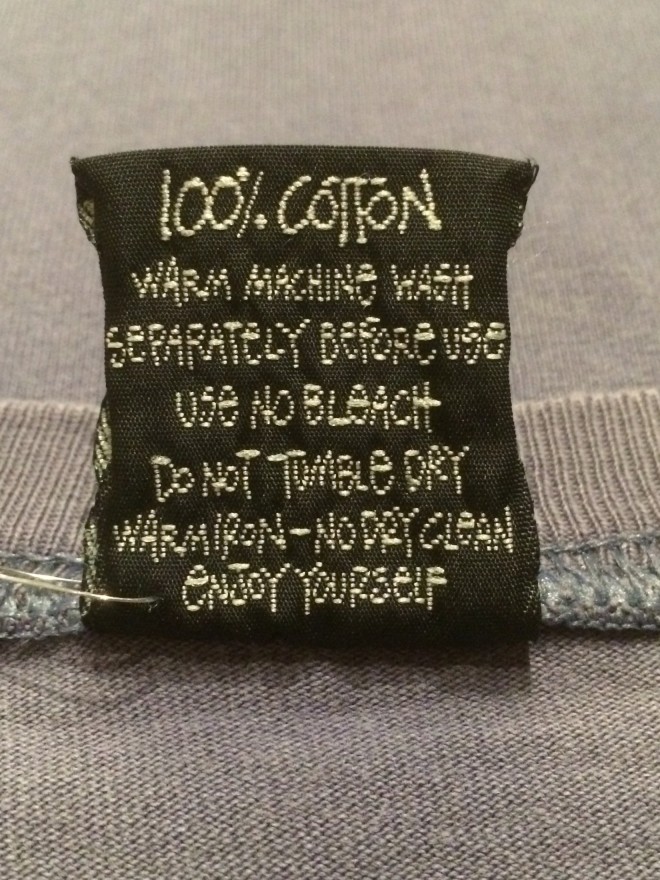 100% COTTON
WARM MACHINE WASH
SEPARATELY BEFORE USE
USE NO BLEACH
DO NOT TUMBLE DRY
WARM IRON - NO DRY CLEAN
ENJOY YOURSELF